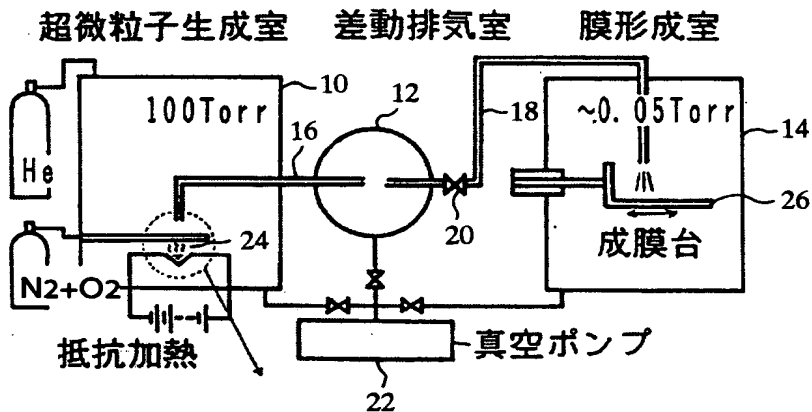 超微粒子生成室 差動排気室 膜形成室
10 12 18
100Torr ~0.05Torr 14
16
He
20 26
24 成膜台
N2+O2
抵抗加熱 真空ポンプ
22